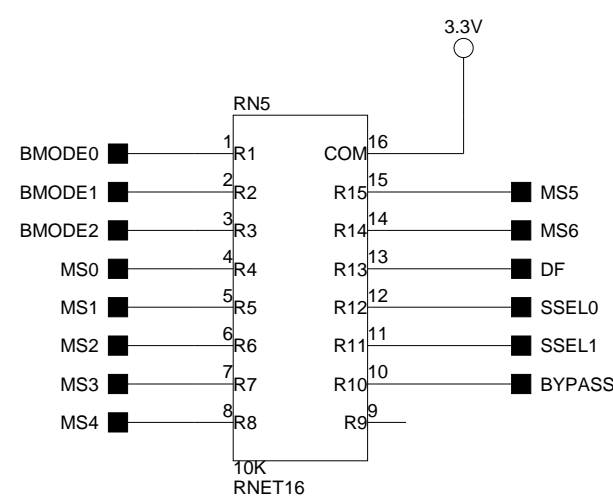 3.3V
RN5
BMODE0 1 R1 COM 16
BMODE1 2 R2 R15 15 MS5
BMODE2 3 R3 R14 14 MS6
MS0 4 R4 R13 13 DF
MS1 5 R5 R12 12 SSEL0
MS2 6 R6 R11 11 SSEL1
MS3 7 R7 R10 10 BYPASS
MS4 8 R8 R9 9
10K
RNET16